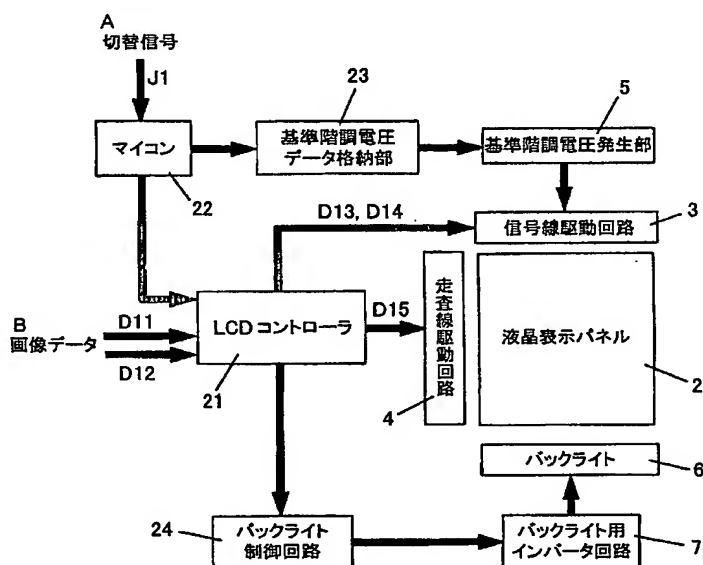 A
切替信号
J1
23
5
マイコン
基準階調電圧
データ格納部
基準階調電圧発生部
22
D13, D14
3
信号線駆動回路
B
画像データ
D11
D12
LCDコントローラ
21
D15
走査線駆動回路
4
液晶表示パネル
2
バックライト
6
24
バックライト
制御回路
バックライト用
インバータ回路
7